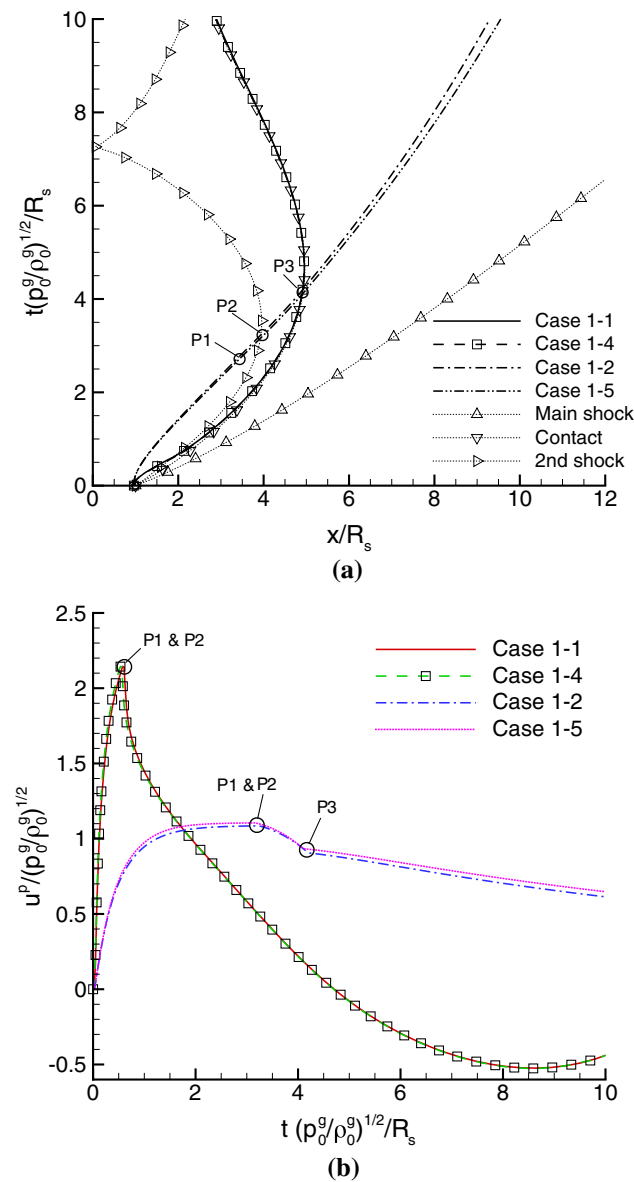 10
8
6
4
2
0
t(p₀ᵍ/ρ₀ᵍ)^{1/2}/R_s
P3
P2
P1
Case 1-1
Case 1-4
Case 1-2
Case 1-5
Main shock
Contact
2nd shock
0 2 4 6 8 10 12
x/R_s
(a)
2.5
2
1.5
1
0.5
0
-0.5
u^p/(p₀ᵍ/ρ₀ᵍ)^{1/2}
P1 & P2
Case 1-1
Case 1-4
Case 1-2
Case 1-5
P1 & P2
P3
0 2 4 6 8 10
t (p₀ᵍ/ρ₀ᵍ)^{1/2}/R_s
(b)